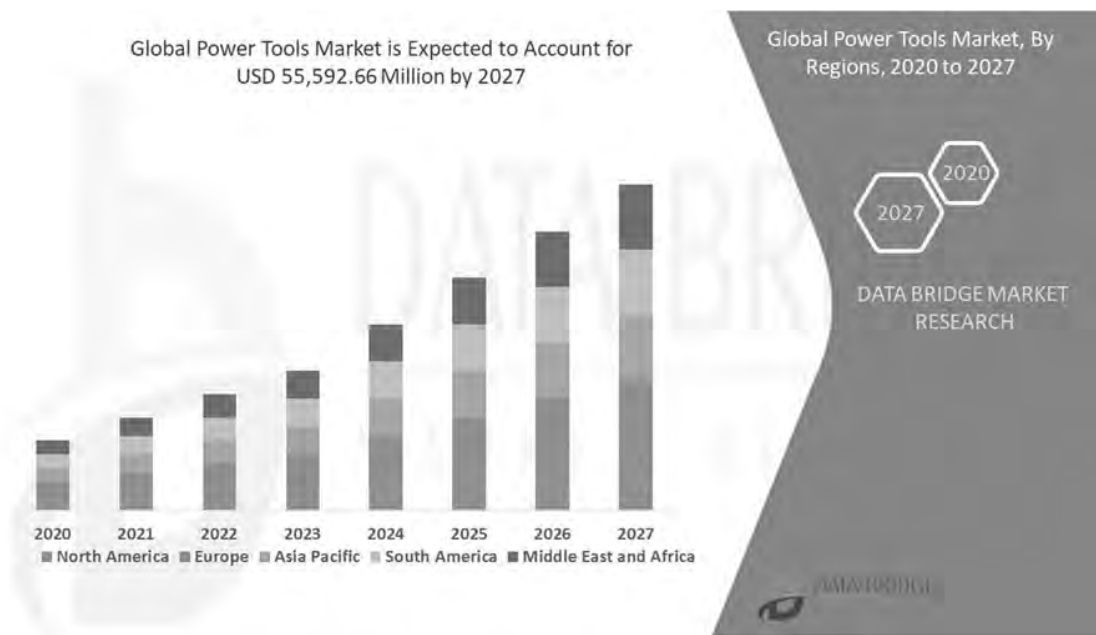 Global Power Tools Market is Expected to Account for
USD 55,592.66 Million by 2027
Global Power Tools Market, By
Regions, 2020 to 2027
2020
2027
DATA BRIDGE MARKET
RESEARCH
DATA BR
2020 2021 2022 2023 2024 2025 2026 2027
North America Europe Asia Pacific South America Middle East and Africa